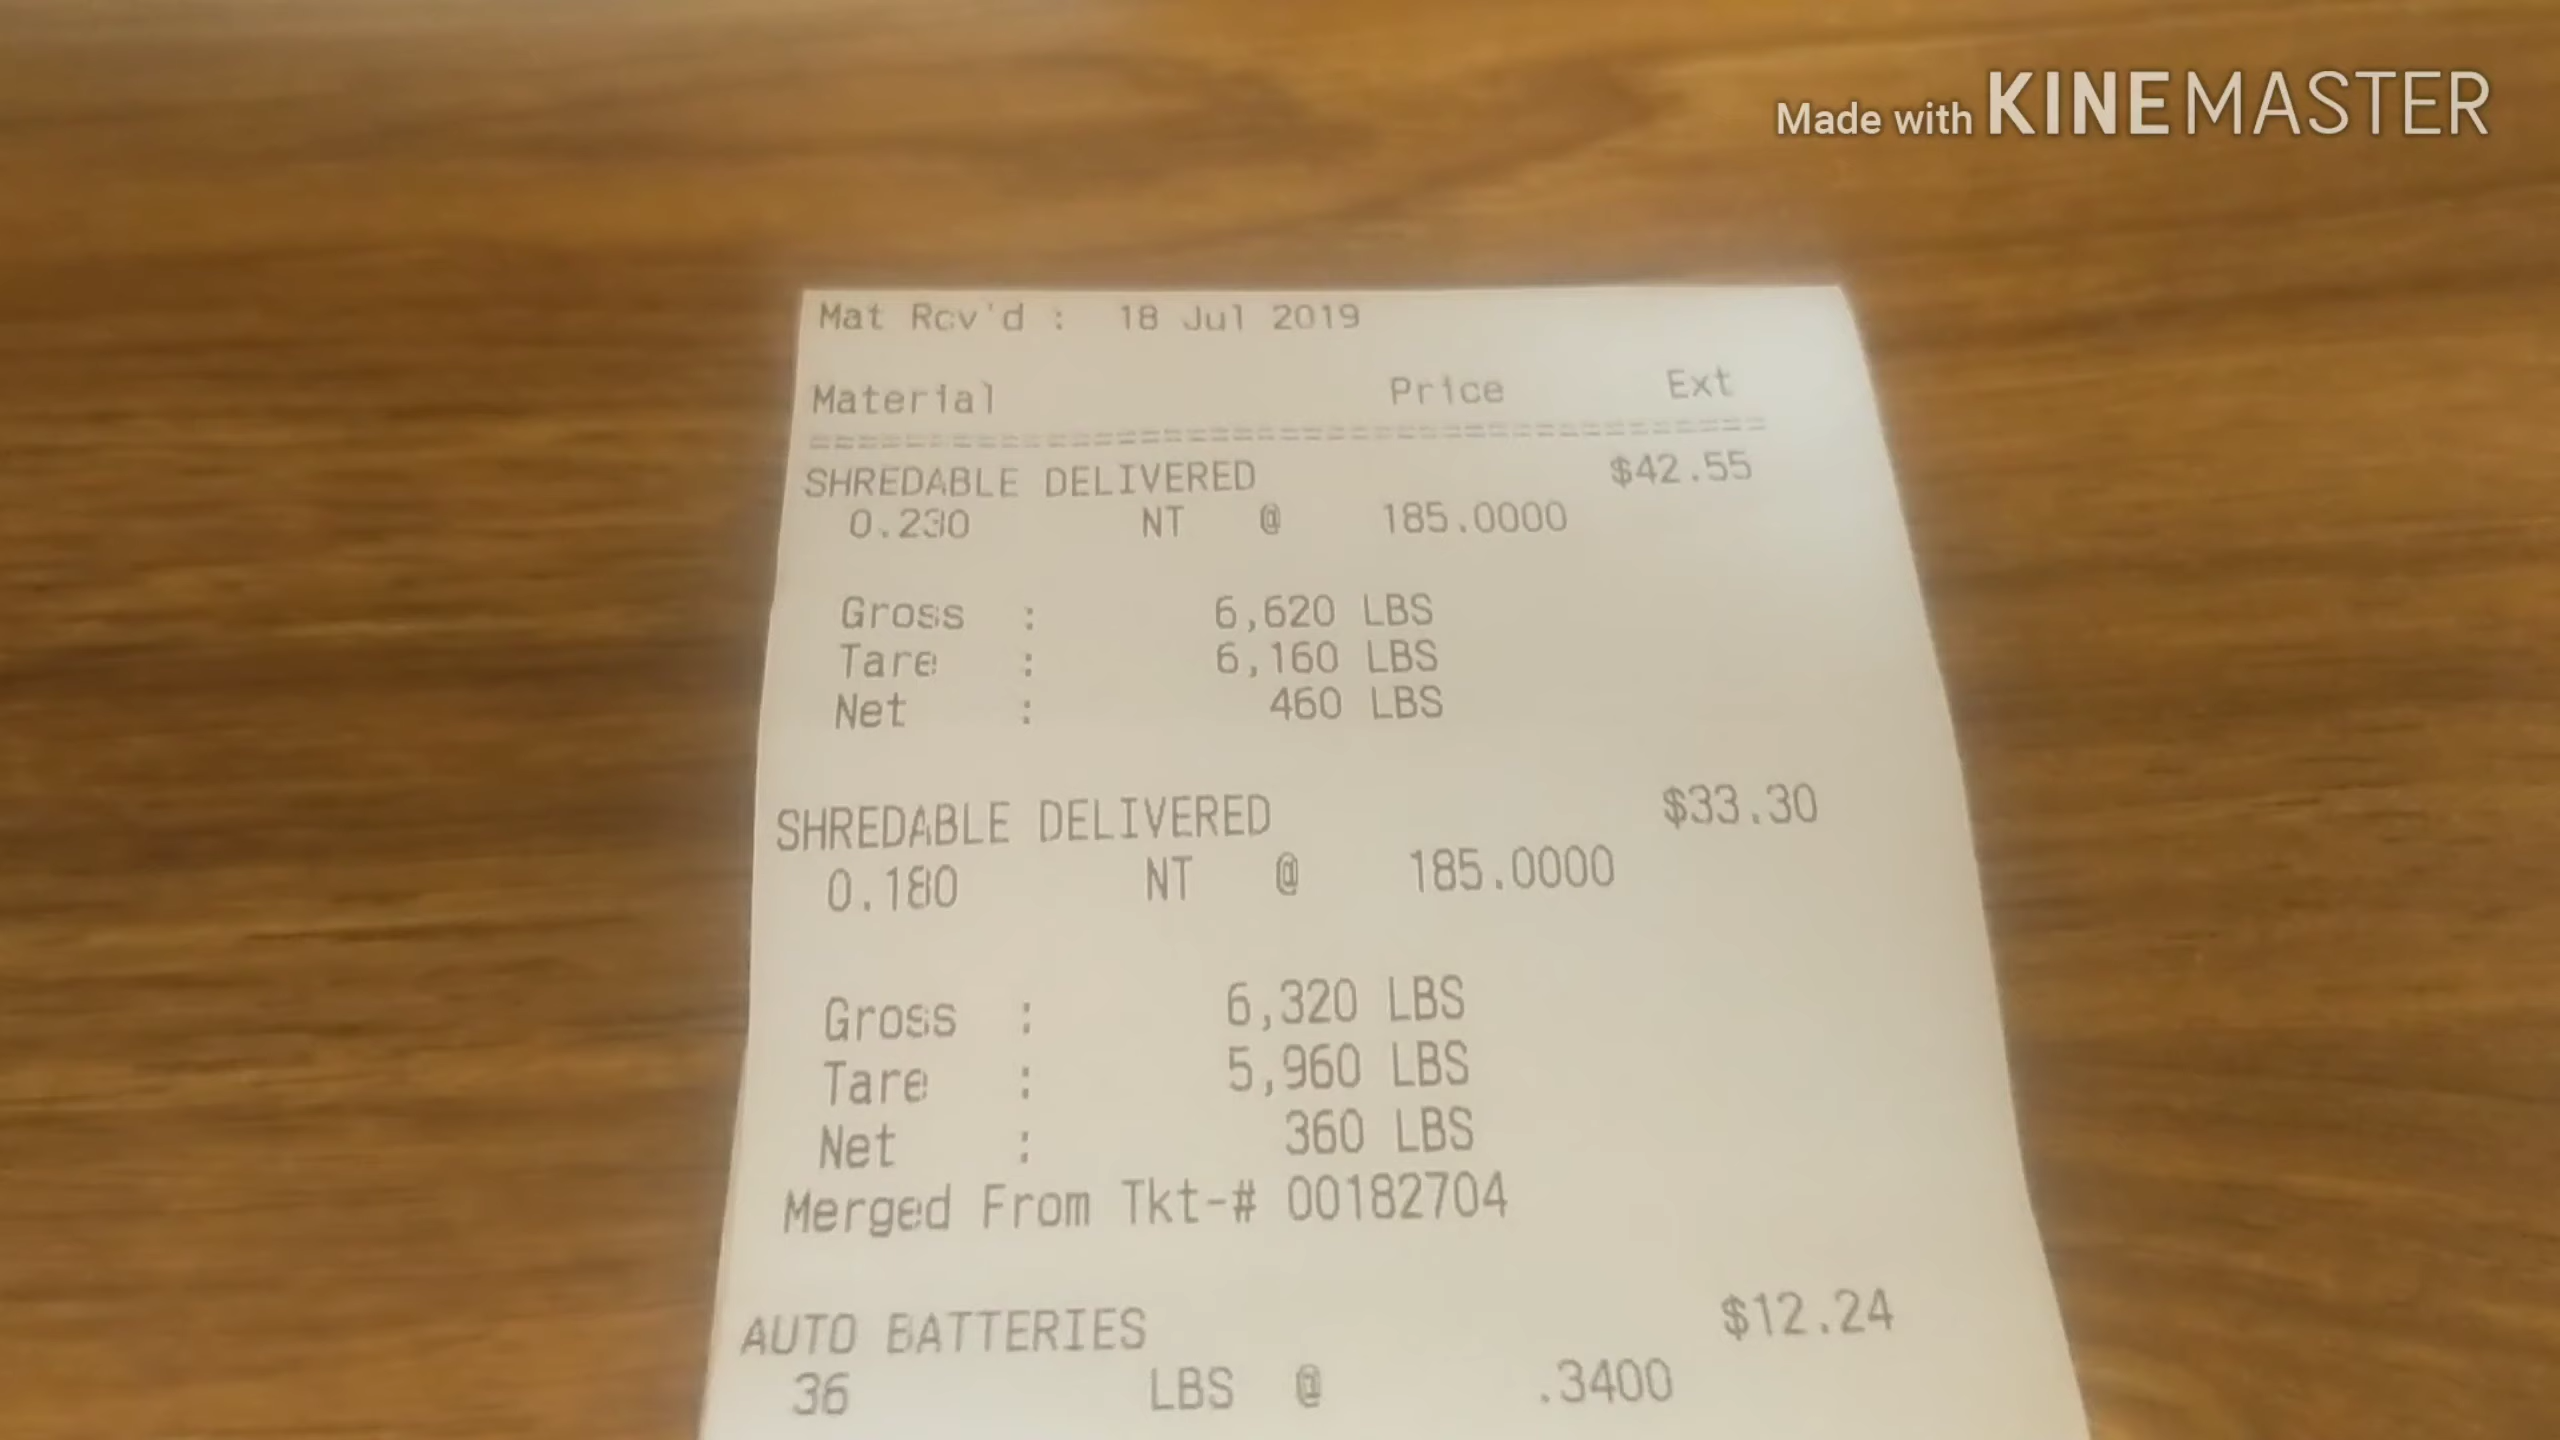 Made with KINEMASTER
Mat Rcv'd : 18 Jul 2019
Material Price Ext
=============================================
SHREDABLE DELIVERED $42.55
0.230 NT @ 185.0000
Gross : 6,620 LBS
Tare : 6,160 LBS
Net : 460 LBS
SHREDABLE DELIVERED $33.30
0.180 NT @ 185.0000
Gross : 6,320 LBS
Tare : 5,960 LBS
Net : 360 LBS
Merged From Tkt-# 00182704
AUTO BATTERIES $12.24
36 LBS @ .3400